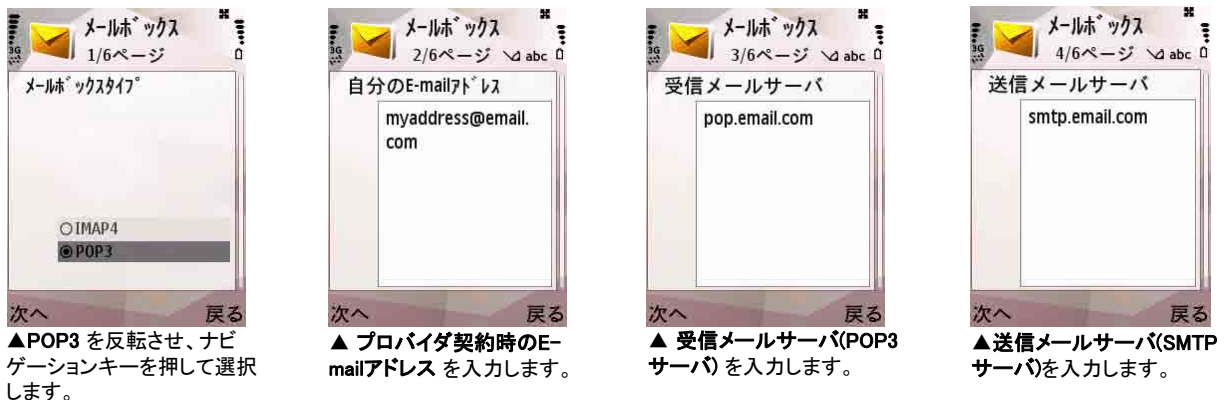 ﾒｰﾙﾎﾞｯｸｽ
3G
1/6ページ
ﾒｰﾙﾎﾞｯｸｽﾀｲﾌﾟ
IMAP4
POP3
次へ 戻る
▲POP3 を反転させ、ナビ
ゲーションキーを押して選択
します。
ﾒｰﾙﾎﾞｯｸｽ
3G
2/6ページ abc
自分のE-mailｱﾄﾞﾚｽ
myaddress@email.
com
次へ 戻る
▲ プロバイダ契約時のE-
mailアドレス を入力します。
ﾒｰﾙﾎﾞｯｸｽ
3G
3/6ページ abc
受信メールサーバ
pop.email.com
次へ 戻る
▲ 受信メールサーバ(POP3
サーバ) を入力します。
ﾒｰﾙﾎﾞｯｸｽ
3G
4/6ページ abc
送信メールサーバ
smtp.email.com
次へ 戻る
▲送信メールサーバ(SMTP
サーバ)を入力します。